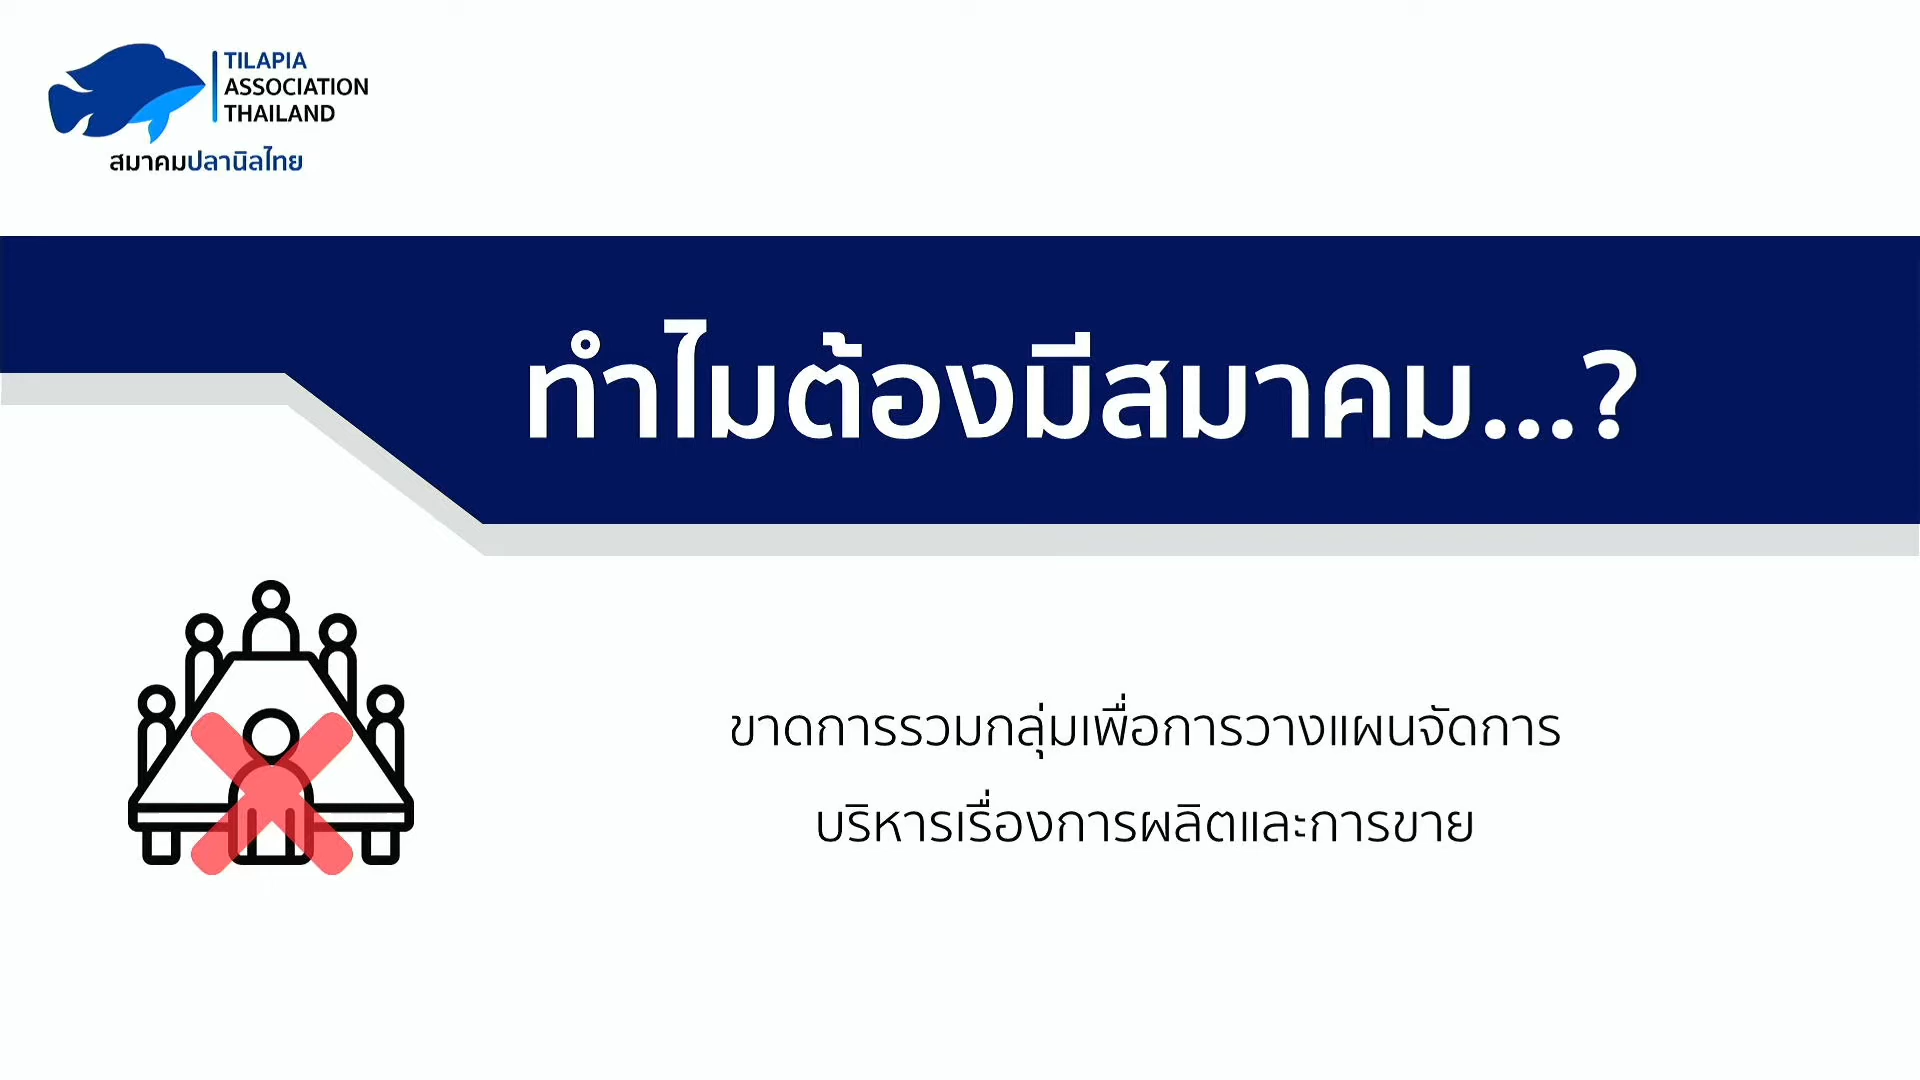 TILAPIA
ASSOCIATION
THAILAND
สมาคมปลานิลไทย
ทำไมต้องมีสมาคม...?
ขาดการรวมกลุ่มเพื่อการวางแผนจัดการ
บริหารเรื่องการผลิตและการขาย